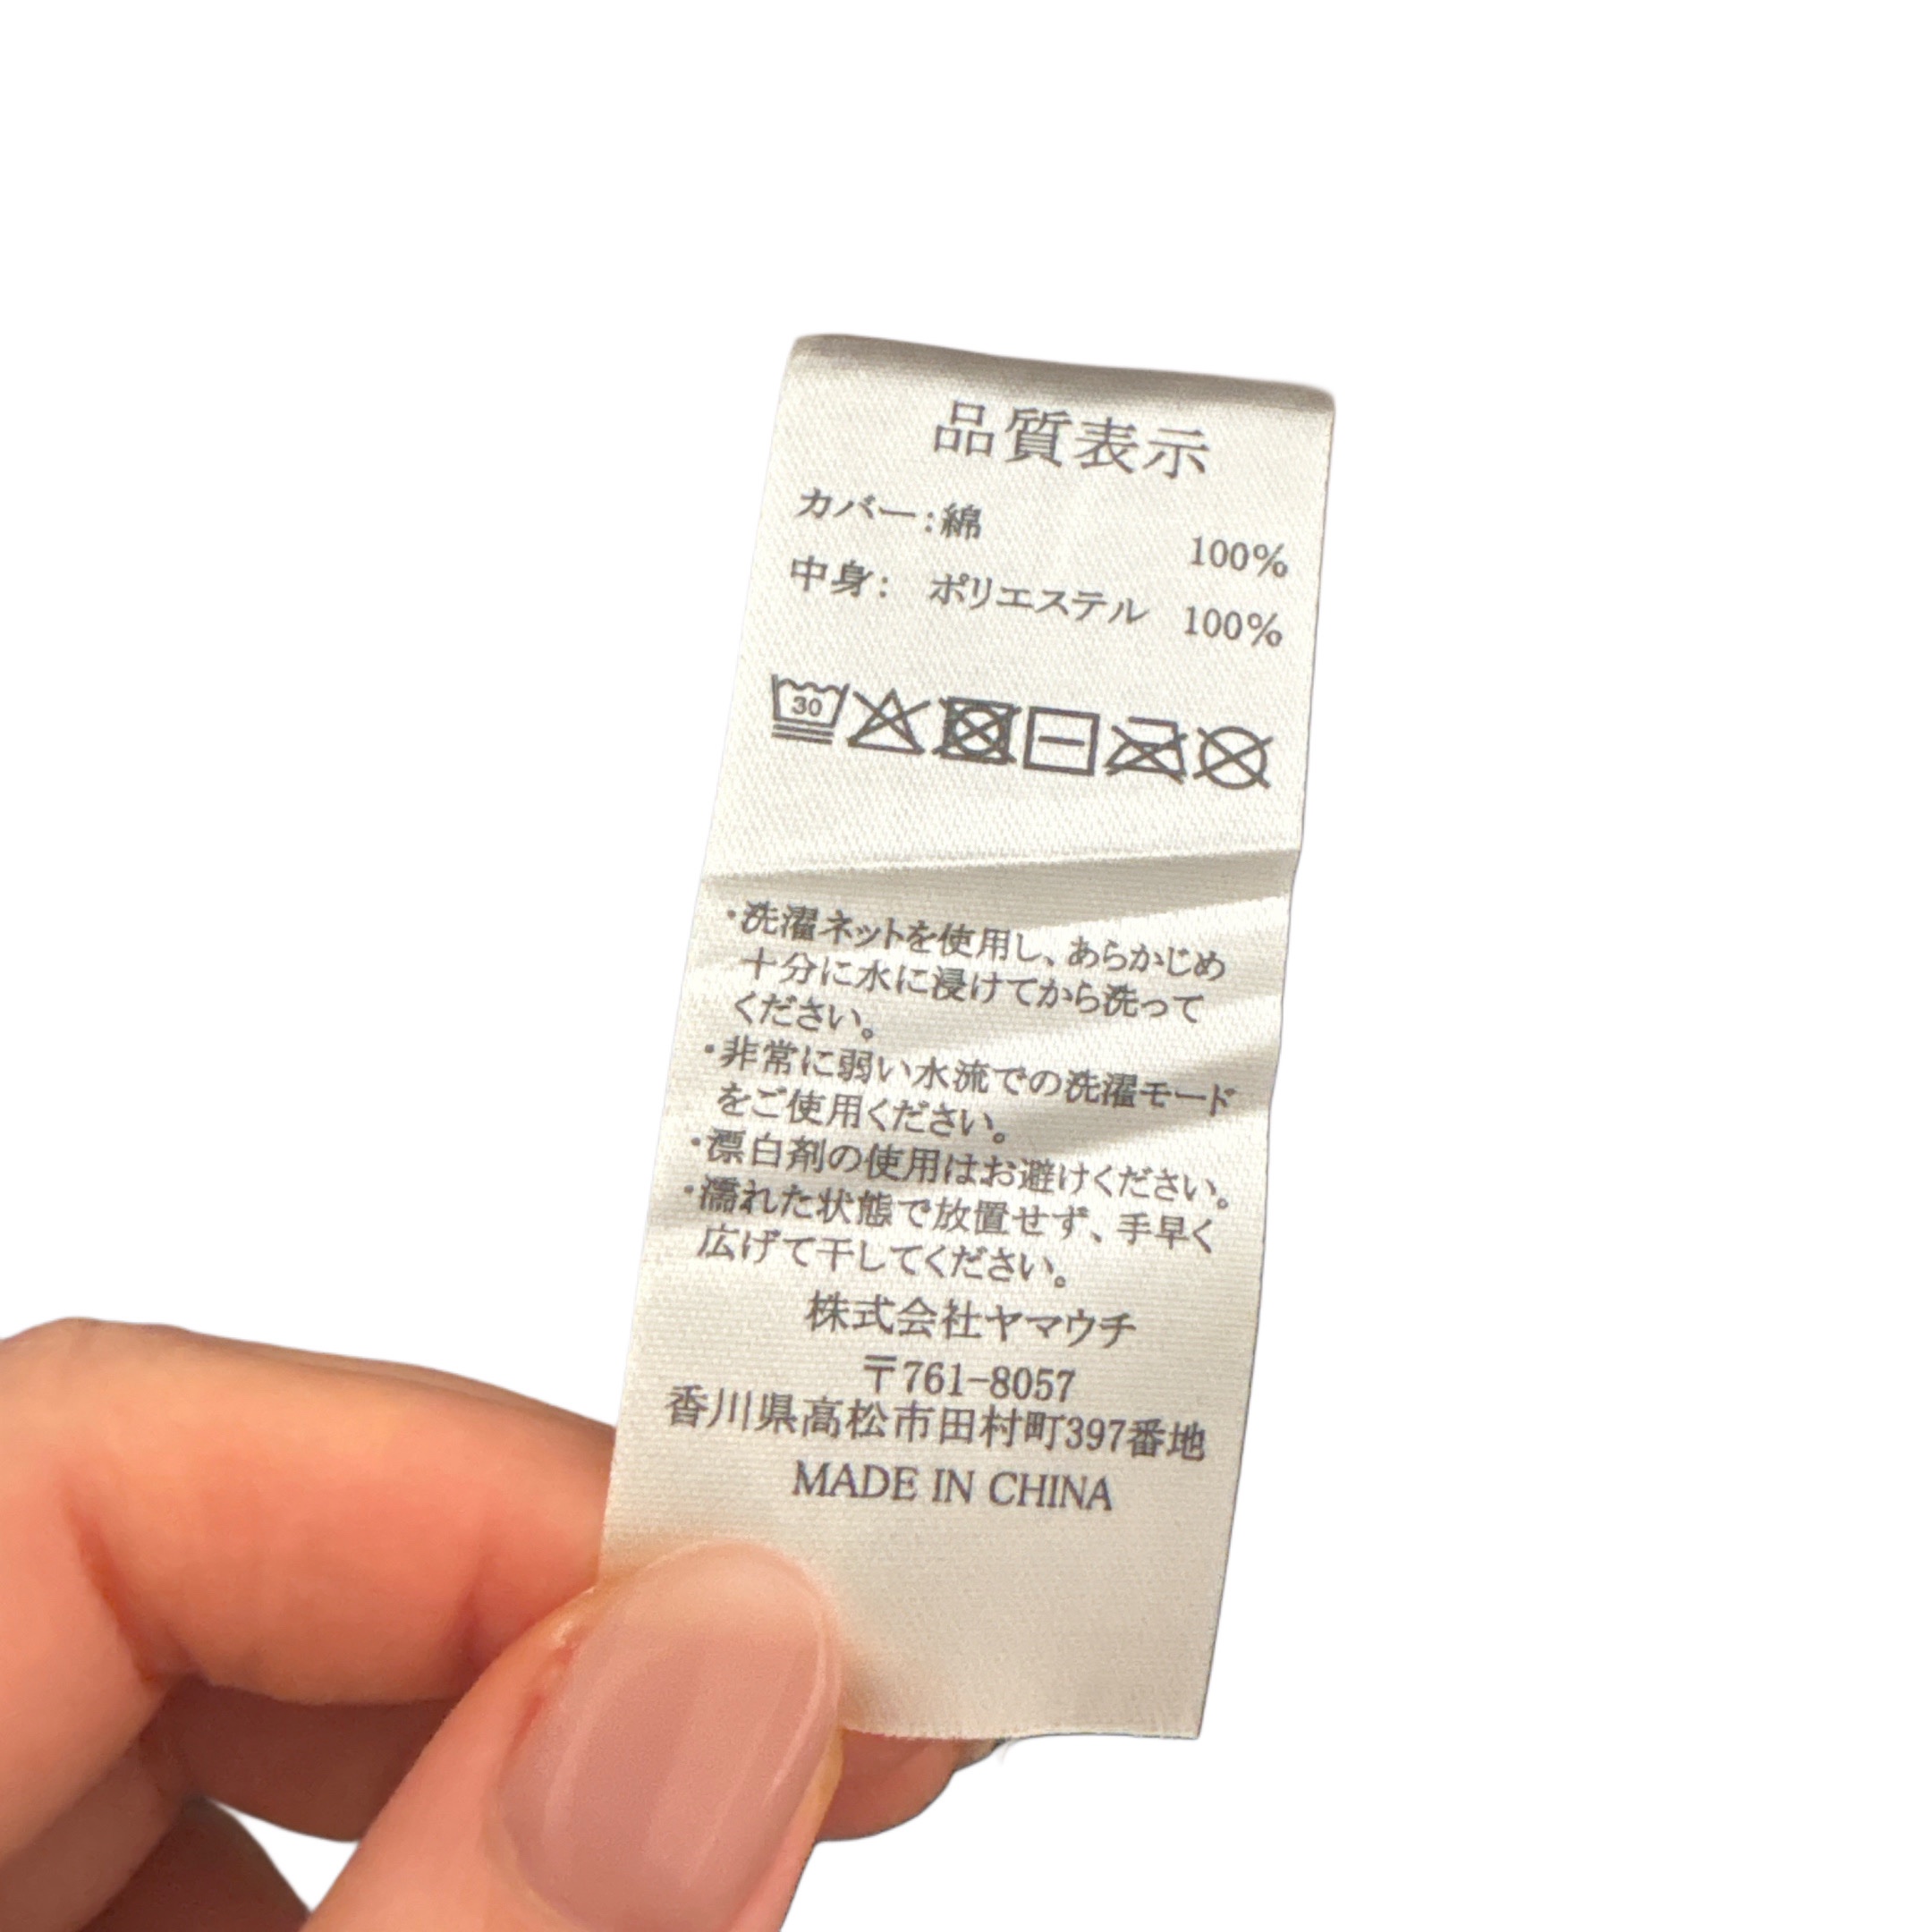 品質表示
カバー:綿 100%
中身: ポリエステル 100%
30
・洗濯ネットを使用し、あらかじめ
十分に水に浸けてから洗って
ください。
・非常に弱い水流での洗濯モード
をご使用ください。
・漂白剤の使用はお避けください。
・濡れた状態で放置せず、手早く
広げて干してください。
株式会社ヤマウチ
〒761-8057
香川県高松市田村町397番地
MADE IN CHINA